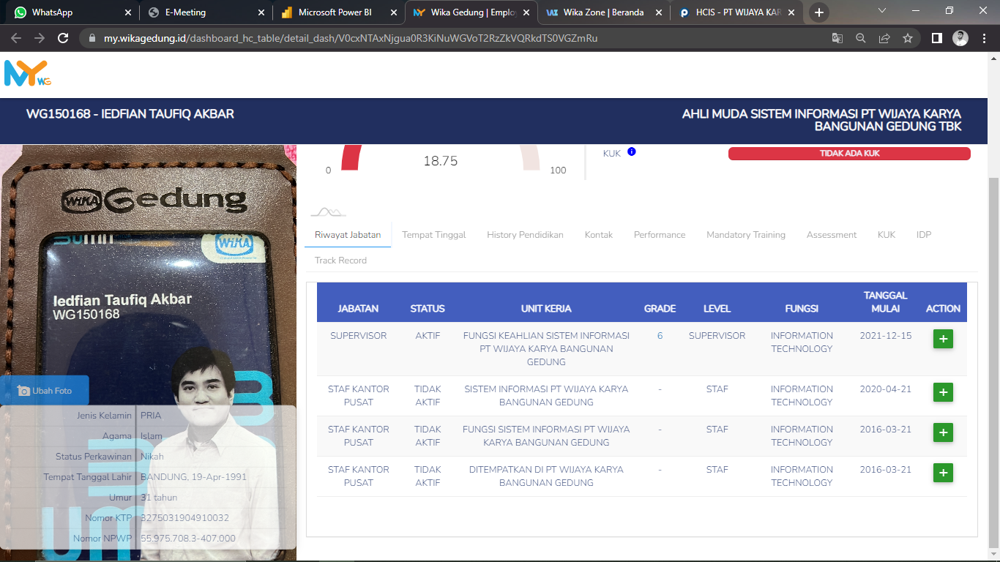 WhatsApp
E-Meeting
Microsoft Power BI
Wika Gedung | Emplo
Wika Zone | Beranda
HCIS - PT WIJAYA KAR
my.wikagedung.id/dashboard_hc_table/detail_dash/V0cxNTAxNjgua0R3KiNuWGVoT2RzZkVQRkdTS0VGZmRu
MY WG
WG150168 - IEDFIAN TAUFIQ AKBAR
AHLI MUDA SISTEM INFORMASI PT WIJAYA KARYA
BANGUNAN GEDUNG TBK
WIKA Gedung
BUMN
WIKA
Iedfian Taufiq Akbar
WG150168
Ubah Foto
Jenis Kelamin PRIA
Agama Islam
Status Perkawinan Nikah
Tempat Tanggal Lahir BANDUNG, 19-Apr-1991
Umur 31 tahun
Nomor KTP 3275031904910032
Nomor NPWP 55.975.708.3-407.000
um
0 18.75 100
KUK
TIDAK ADA KUK
Riwayat Jabatan Tempat Tinggal History Pendidikan Kontak Performance Mandatory Training Assessment KUK IDP
Track Record
JABATAN STATUS UNIT KERJA GRADE LEVEL FUNGSI TANGGAL MULAI ACTION
SUPERVISOR AKTIF FUNGSI KEAHLIAN SISTEM INFORMASI 6 SUPERVISOR INFORMATION 2021-12-15 +
PT WIJAYA KARYA BANGUNAN TECHNOLOGY
GEDUNG
STAF KANTOR TIDAK SISTEM INFORMASI PT WIJAYA KARYA - STAF INFORMATION 2020-04-21 +
PUSAT AKTIF BANGUNAN GEDUNG TECHNOLOGY
STAF KANTOR TIDAK FUNGSI SISTEM INFORMASI PT WIJAYA - STAF INFORMATION 2016-03-21 +
PUSAT AKTIF KARYA BANGUNAN GEDUNG TECHNOLOGY
STAF KANTOR TIDAK DITEMPATKAN DI PT WIJAYA KARYA - STAF INFORMATION 2016-03-21 +
PUSAT AKTIF BANGUNAN GEDUNG TECHNOLOGY